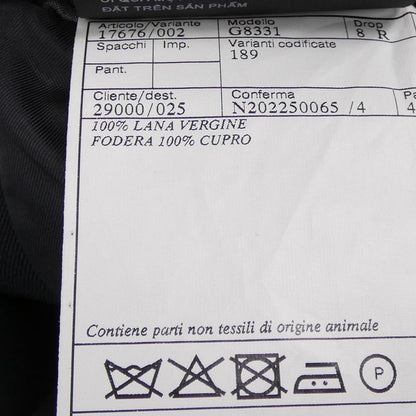 ĐẶT TRÊN SẢN PHẨM
Articolo/Variante Modello Drop
17676/002 G8331 8 R
Spacchi Imp. Varianti codificate
189
Pant.
Cliente/dest. Conferma
29000/025 N202250065 /4 4
100% LANA VERGINE
FODERA 100% CUPRO
Contiene parti non tessili di origine animale
P